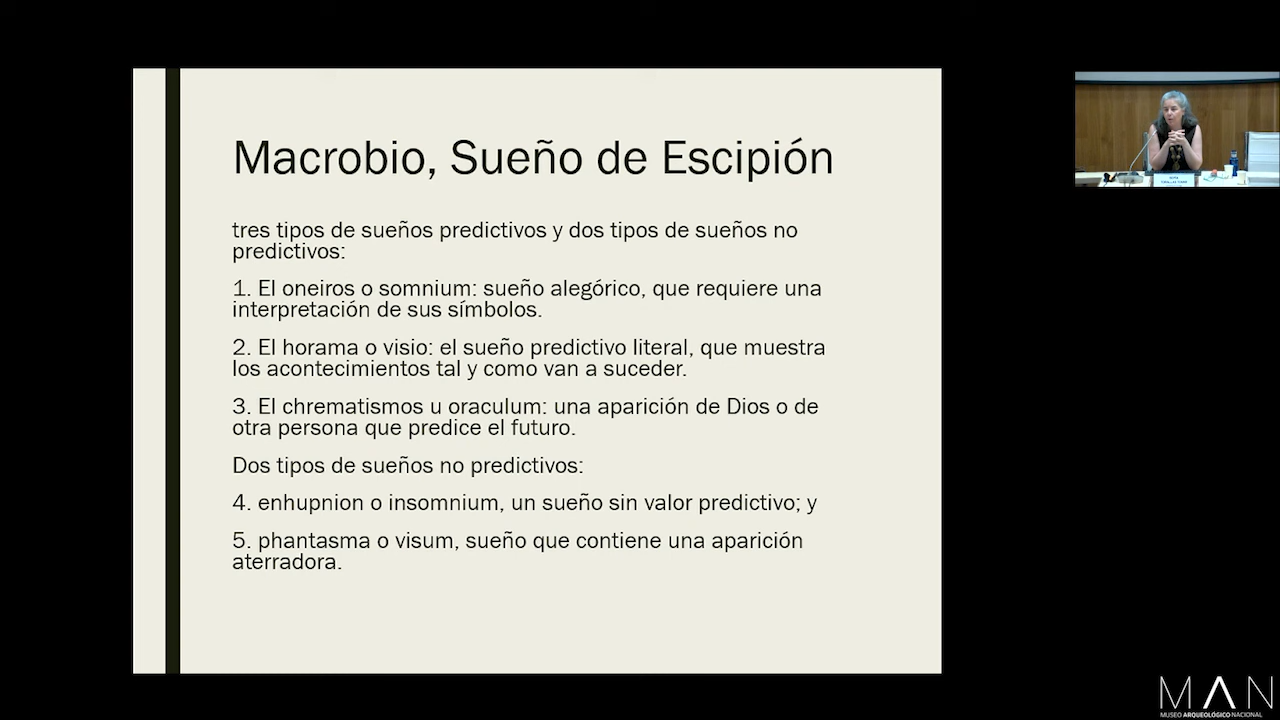 Macrobio, Sueño de Escipión
tres tipos de sueños predictivos y dos tipos de sueños no
predictivos:
1. El oneiros o somnium: sueño alegórico, que requiere una
interpretación de sus símbolos.
2. El horama o visio: el sueño predictivo literal, que muestra
los acontecimientos tal y como van a suceder.
3. El chrematismos u oraculum: una aparición de Dios o de
otra persona que predice el futuro.
Dos tipos de sueños no predictivos:
4. enhupnion o insomnium, un sueño sin valor predictivo; y
5. phantasma o visum, sueño que contiene una aparición
aterradora.
MAN
MUSEO ARQUEOLÓGICO NACIONAL